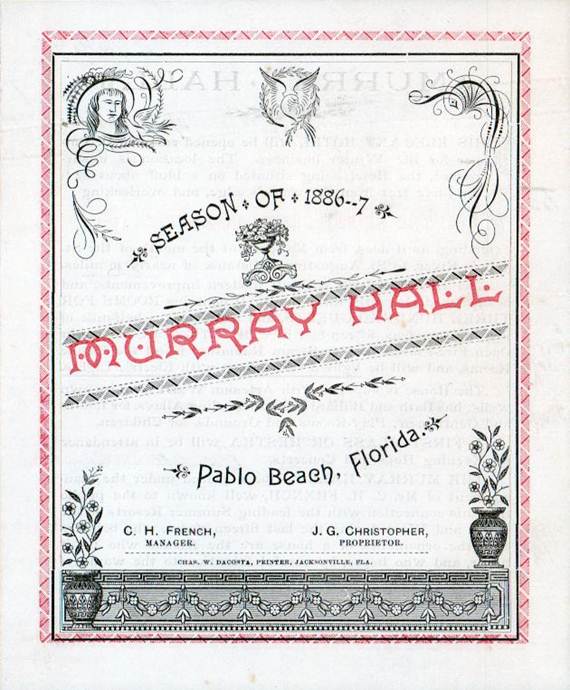 SEASON OF 1886--7
MURRAY HALL
Pablo Beach, Florida.
C. H. FRENCH,
MANAGER.
J. G. CHRISTOPHER,
PROPRIETOR.
CHAS. W. DACOSTA, PRINTER, JACKSONVILLE, FLA.